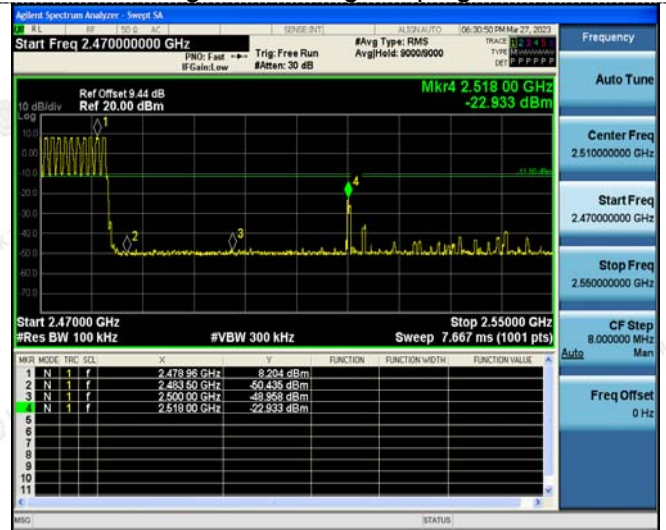 Agilent Spectrum Analyzer - Swept SA
RL RF 50 Ω AC SENSE:INT ALIGNAUTO 06:30:50 PM Mar 27, 2023
Start Freq 2.470000000 GHz
PNO: Fast Trig: Free Run #Avg Type: RMS TRACE 1 2 3 4 5 6
IFGain:Low #Atten: 30 dB Avg|Hold: 9000/9000 TYPE
DET P P P P P P
Mkr4 2.518 00 GHz
-22.933 dBm
Ref Offset 9.44 dB
10 dB/div Ref 20.00 dBm
Log
10.0
0.00
-10.0
-20.0
-30.0
-40.0
-50.0
-60.0
-70.0
1
2
3
4
Start 2.47000 GHz Stop 2.55000 GHz
#Res BW 100 kHz #VBW 300 kHz Sweep 7.667 ms (1001 pts)
MKR MODE TRC SCL X Y FUNCTION FUNCTION WIDTH FUNCTION VALUE
1 N 1 f 2.478 96 GHz 8.204 dBm
2 N 1 f 2.483 50 GHz -50.435 dBm
3 N 1 f 2.500 00 GHz -48.958 dBm
4 N 1 f 2.518 00 GHz -22.933 dBm
5
6
7
8
9
10
11
MSG STATUS
Frequency
Auto Tune
Center Freq
2.510000000 GHz
Start Freq
2.470000000 GHz
Stop Freq
2.550000000 GHz
CF Step
8.000000 MHz
Auto Man
Freq Offset
0 Hz